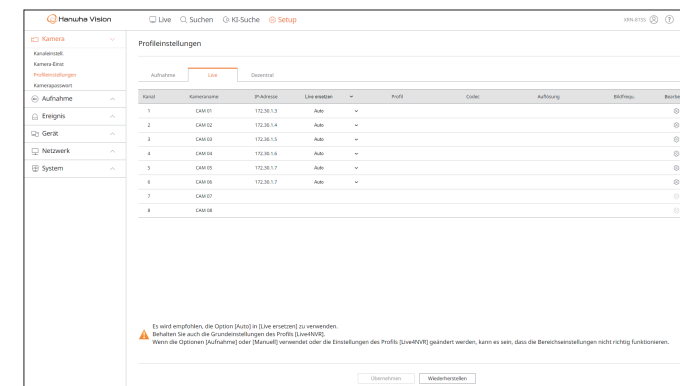 Hanwha Vision
Live Suchen KI-Suche Setup
XRN-815S
Kamera
Kanaleinstell.
Kamera-Einst
Profileinstellungen
Kamerapasswort
Aufnahme
Ereignis
Gerät
Netzwerk
System
Profileinstellungen
Aufnahme Live Dezentral
Kanal Kameraname IP-Adresse Live ersetzen Profil Codec Auflösung Bildfrequ. Bearbei
1 CAM 01 172.30.1.3 Auto
2 CAM 02 172.30.1.4 Auto
3 CAM 03 172.30.1.5 Auto
4 CAM 04 172.30.1.6 Auto
5 CAM 05 172.30.1.7 Auto
6 CAM 06 172.30.1.7 Auto
7 CAM 07
8 CAM 08
Es wird empfohlen, die Option [Auto] in [Live ersetzen] zu verwenden.
Behalten Sie auch die Grundeinstellungen des Profils [Live4NVR].
Wenn die Optionen [Aufnahme] oder [Manuell] verwendet oder die Einstellungen des Profils [Live4NVR] geändert werden, kann es sein, dass die Bereichseinstellungen nicht richtig funktionieren.
Übernehmen Wiederherstellen